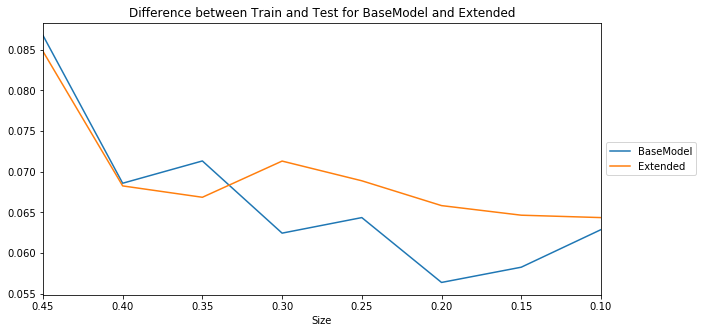 Difference between Train and Test for BaseModel and Extended
0.085
0.080
0.075
0.070
0.065
0.060
0.055
0.45 0.40 0.35 0.30 0.25 0.20 0.15 0.10
Size
BaseModel
Extended